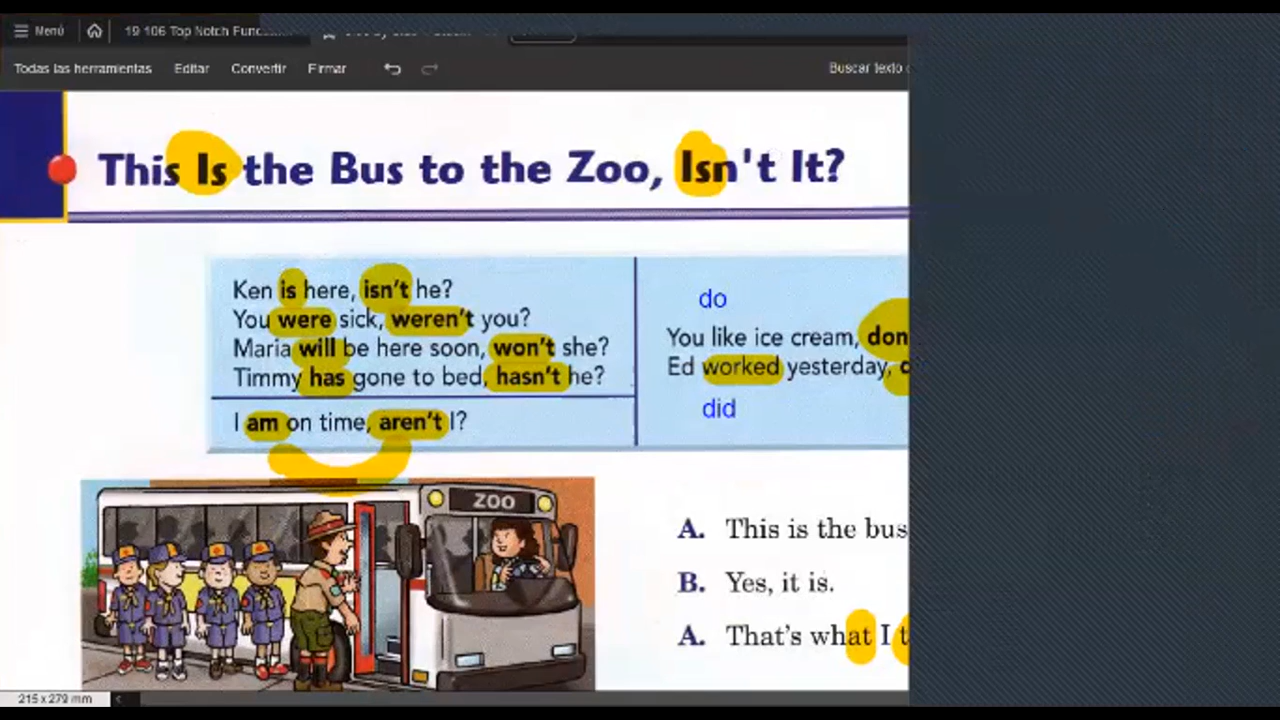 Menú
19 106 Top Notch Func
Todas las herramientas Editar Convertir Firmar Buscar texto
This Is the Bus to the Zoo, Isn't It?
Ken is here, isn't he?
You were sick, weren't you?
Maria will be here soon, won't she?
Timmy has gone to bed, hasn't he?
I am on time, aren't I?
do
You like ice cream, don
Ed worked yesterday,
did
ZOO
A. This is the bus
B. Yes, it is.
A. That's what I t
215 x 279 mm